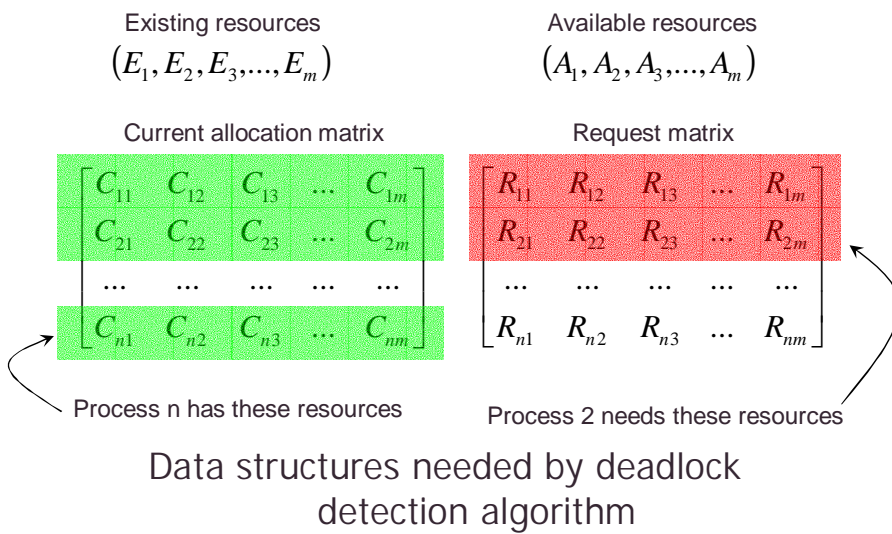 Existing resources
Available resources
(E₁, E₂, E₃,..., Eₘ)
(A₁, A₂, A₃,..., Aₘ)
Current allocation matrix
Request matrix
C₁₁ C₁₂ C₁₃ ... C₁ₘ
R₁₁ R₁₂ R₁₃ ... R₁ₘ
C₂₁ C₂₂ C₂₃ ... C₂ₘ
R₂₁ R₂₂ R₂₃ ... R₂ₘ
... ... ... ... ...
... ... ... ... ...
Cₙ₁ Cₙ₂ Cₙ₃ ... Cₙₘ
Rₙ₁ Rₙ₂ Rₙ₃ ... Rₙₘ
Process n has these resources
Process 2 needs these resources
Data structures needed by deadlock
detection algorithm